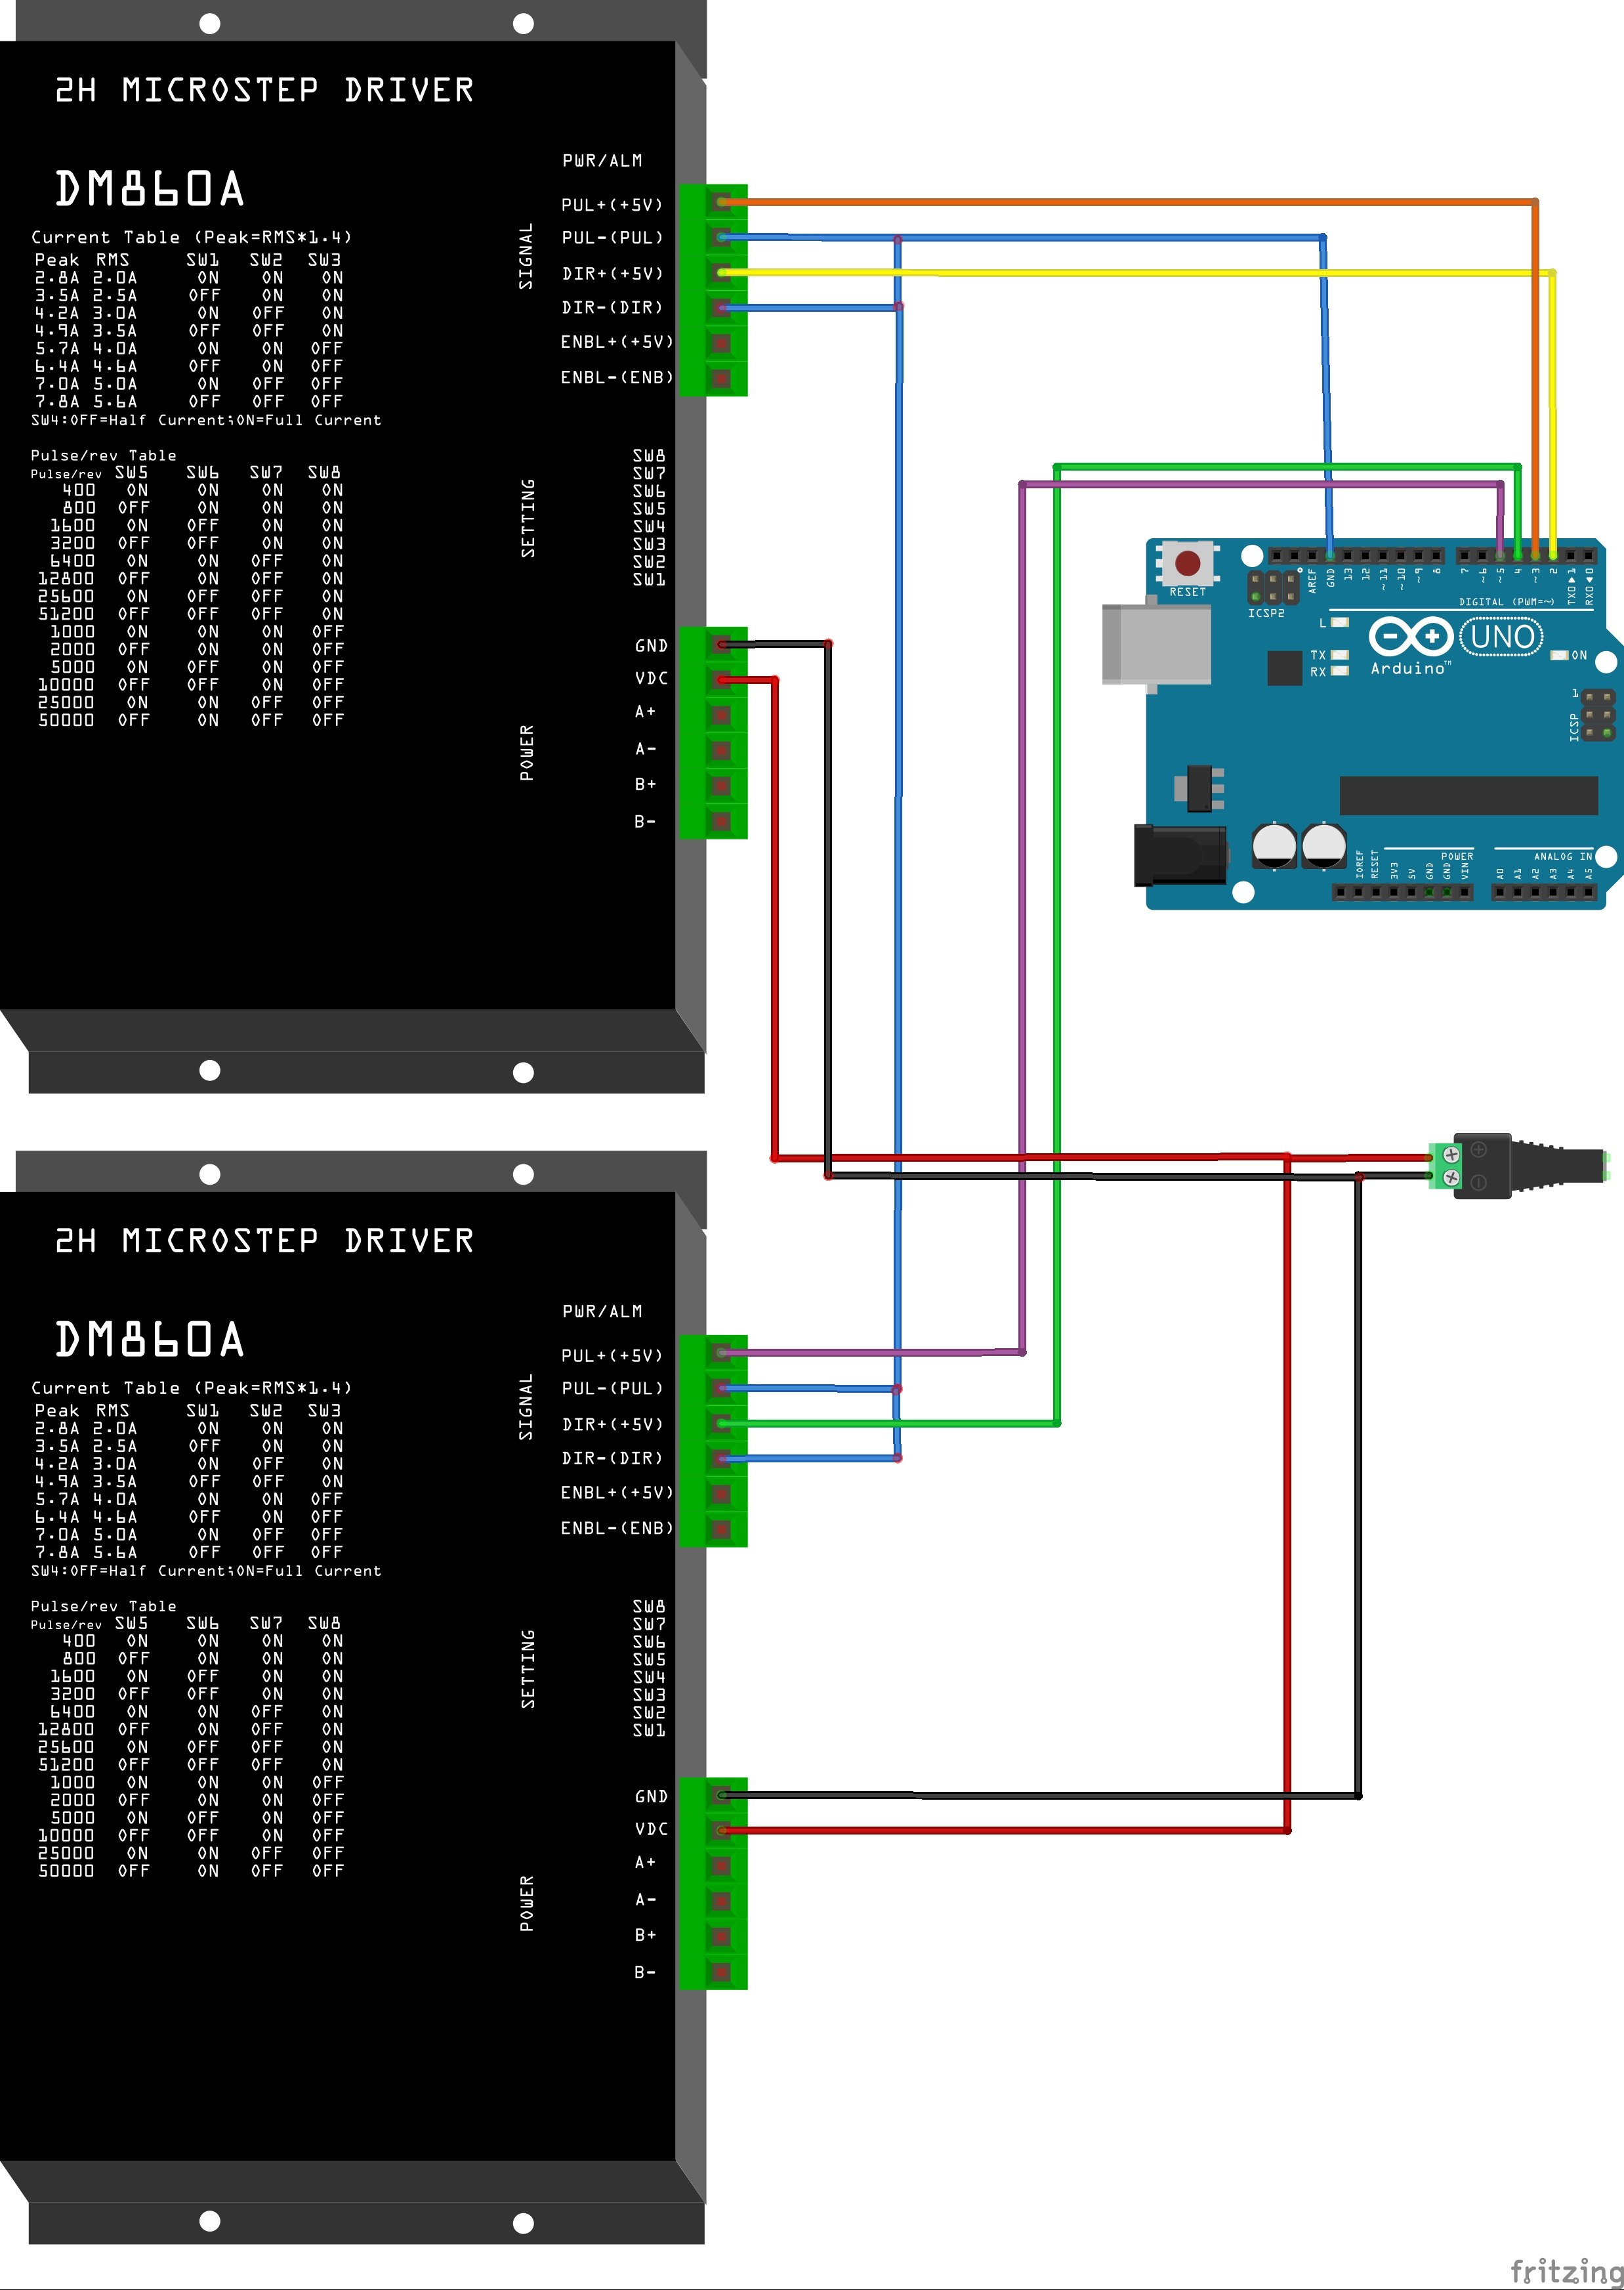 2H MICROSTEP DRIVER
DM860A
Current Table (Peak=RMS*1.4)
Peak RMS SW1 SW2 SW3
2.8A 2.0A ON ON ON
3.5A 2.5A OFF ON ON
4.2A 3.0A ON OFF ON
4.9A 3.5A OFF OFF ON
5.7A 4.0A ON ON OFF
6.4A 4.6A OFF ON OFF
7.0A 5.0A ON OFF OFF
7.8A 5.6A OFF OFF OFF
SW4:OFF=Half Current;ON=Full Current
Pulse/rev Table
Pulse/rev SW5 SW6 SW7 SW8
400 ON ON ON ON
800 OFF ON ON ON
1600 ON OFF ON ON
3200 OFF OFF ON ON
6400 ON ON OFF ON
12800 OFF ON OFF ON
25600 ON OFF OFF ON
51200 OFF OFF OFF ON
1000 ON ON ON OFF
2000 OFF ON ON OFF
5000 ON OFF ON OFF
10000 OFF OFF ON OFF
25000 ON ON OFF OFF
50000 OFF ON OFF OFF
PWR/ALM
SIGNAL
PUL+(+5V)
PUL-(PUL)
DIR+(+5V)
DIR-(DIR)
ENBL+(+5V)
ENBL-(ENB)
SETTING
SW8
SW7
SW6
SW5
SW4
SW3
SW2
SW1
POWER
GND
VDC
A+
A-
B+
B-
RESET
ICSP2
AREF
GND
13
12
~11
~10
~9
8
7
~6
~5
4
~3
2
TX0▶1
RX0◀0
DIGITAL (PWM=~)
L
TX
RX
Arduino™
UNO
ON
1
ICSP
IOREF
RESET
3V3
5V
GND
GND
VIN
POWER
ANALOG IN
A0
A1
A2
A3
A4
A5
2H MICROSTEP DRIVER
DM860A
Current Table (Peak=RMS*1.4)
Peak RMS SW1 SW2 SW3
2.8A 2.0A ON ON ON
3.5A 2.5A OFF ON ON
4.2A 3.0A ON OFF ON
4.9A 3.5A OFF OFF ON
5.7A 4.0A ON ON OFF
6.4A 4.6A OFF ON OFF
7.0A 5.0A ON OFF OFF
7.8A 5.6A OFF OFF OFF
SW4:OFF=Half Current;ON=Full Current
Pulse/rev Table
Pulse/rev SW5 SW6 SW7 SW8
400 ON ON ON ON
800 OFF ON ON ON
1600 ON OFF ON ON
3200 OFF OFF ON ON
6400 ON ON OFF ON
12800 OFF ON OFF ON
25600 ON OFF OFF ON
51200 OFF OFF OFF ON
1000 ON ON ON OFF
2000 OFF ON ON OFF
5000 ON OFF ON OFF
10000 OFF OFF ON OFF
25000 ON ON OFF OFF
50000 OFF ON OFF OFF
PWR/ALM
SIGNAL
PUL+(+5V)
PUL-(PUL)
DIR+(+5V)
DIR-(DIR)
ENBL+(+5V)
ENBL-(ENB)
SETTING
SW8
SW7
SW6
SW5
SW4
SW3
SW2
SW1
POWER
GND
VDC
A+
A-
B+
B-
fritzing